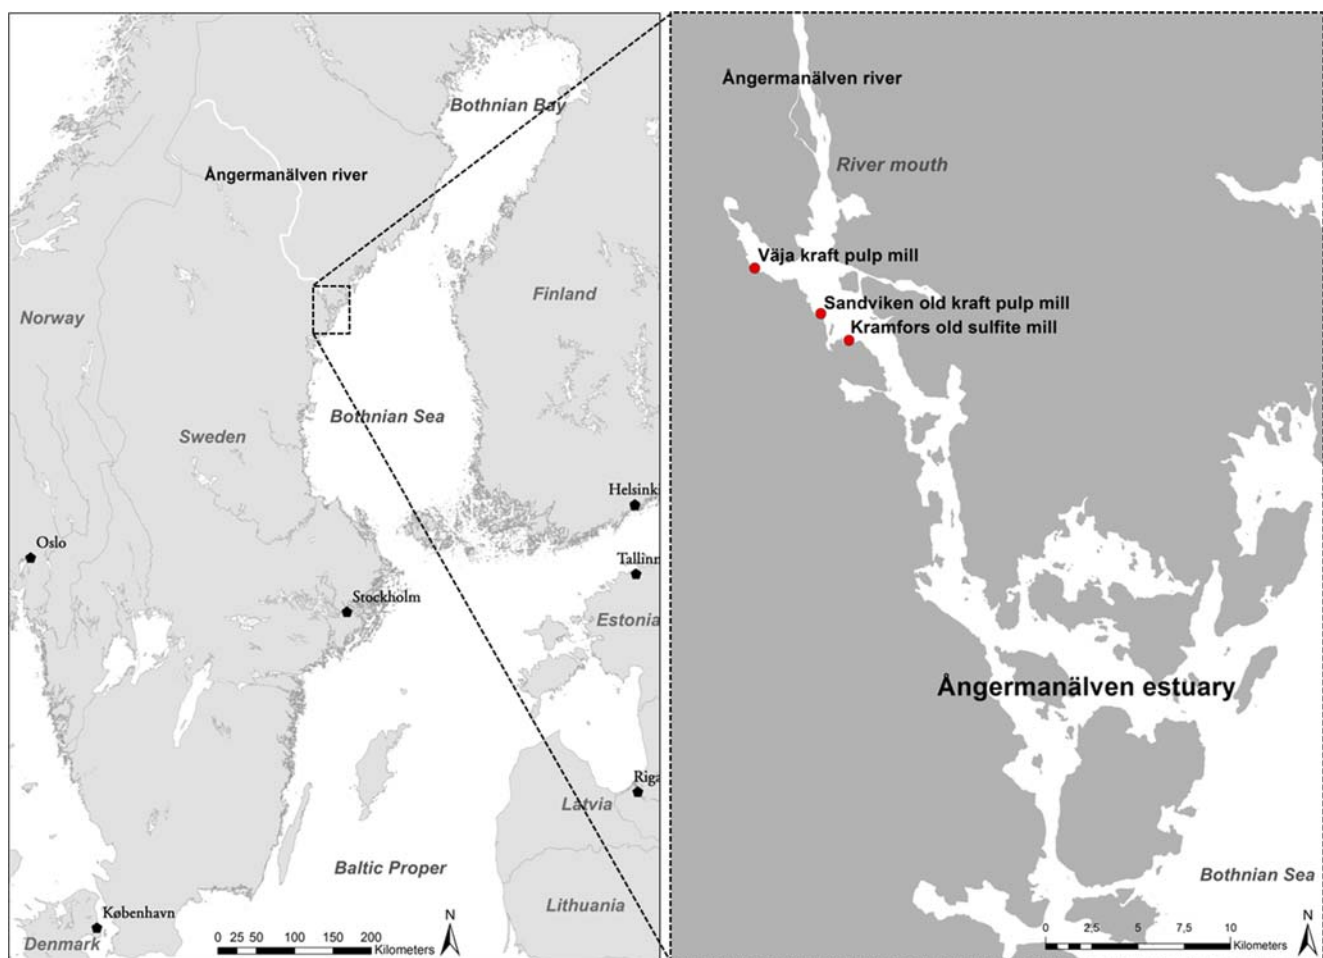 Bothnian Bay
Ångermanälven river
Norway
Finland
Bothnian Sea
Sweden
Helsink
Oslo
Tallinn
Stockholm
Estonia
Riga
Latvia
Baltic Proper
Lithuania
København
Denmark
0 25 50 100 150 200
Kilometers
N
Ångermanälven river
River mouth
Väja kraft pulp mill
Sandviken old kraft pulp mill
Kramfors old sulfite mill
Ångermanälven estuary
Bothnian Sea
0 2,5 5 7,5 10
Kilometers
N